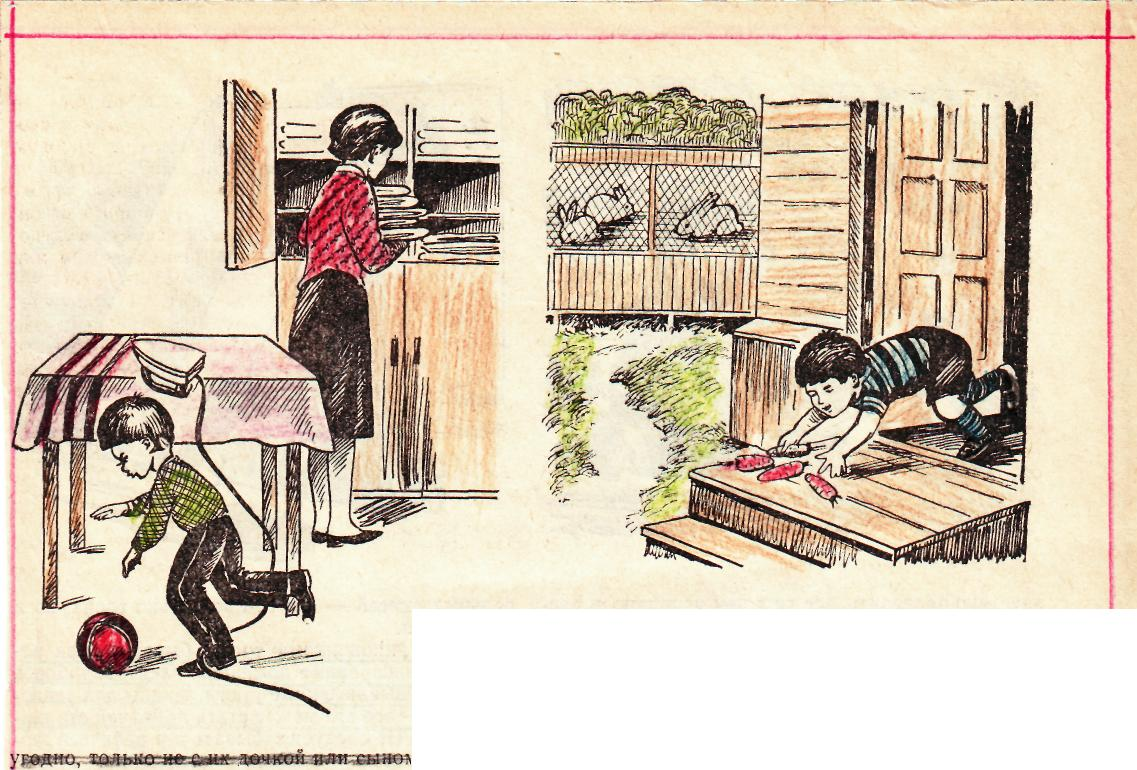 угодно, только не с их дочкой или сыном